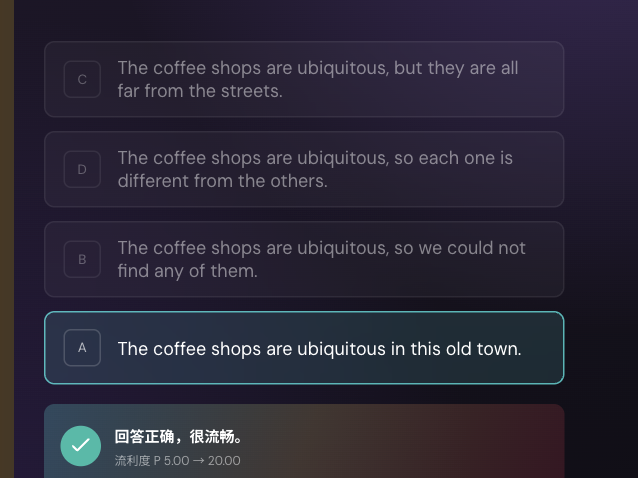 C
The coffee shops are ubiquitous, but they are all
far from the streets.
D
The coffee shops are ubiquitous, so each one is
different from the others.
B
The coffee shops are ubiquitous, so we could not
find any of them.
A
The coffee shops are ubiquitous in this old town.
回答正确，很流畅。
流利度 P 5.00 → 20.00